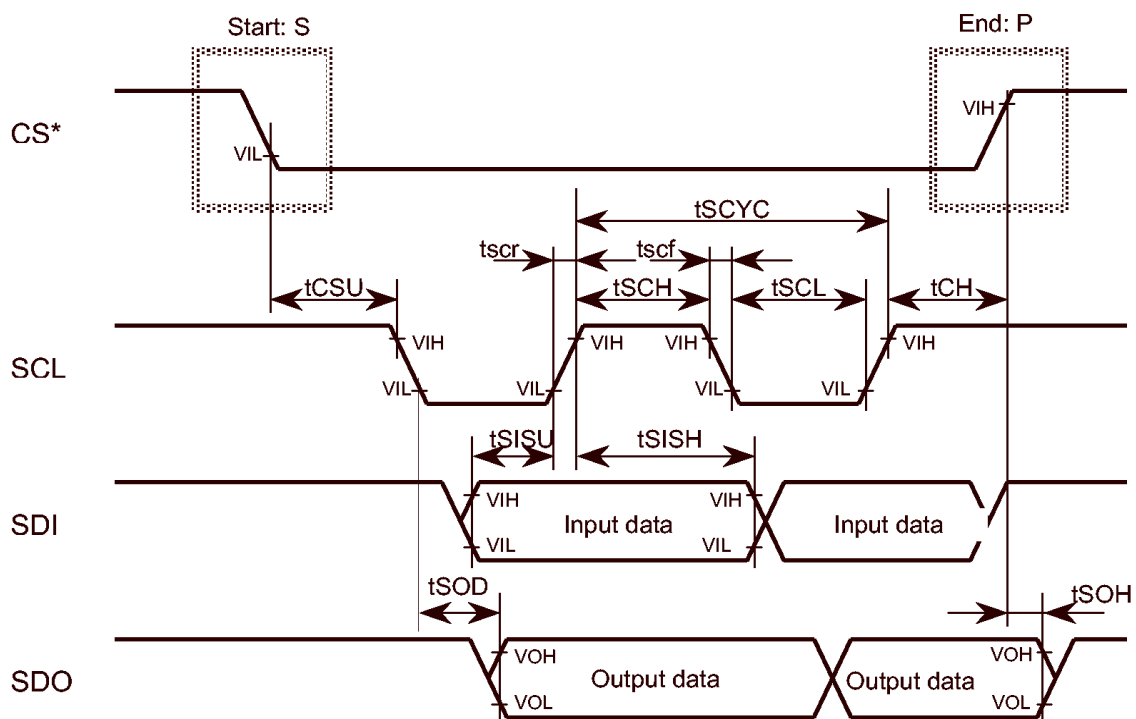 Start: S
End: P
CS*
VIL
VIH
tSCYC
tscr
tscf
tCSU
tSCH
tSCL
tCH
SCL
VIH
VIH
VIH
VIH
VIL
VIL
VIL
VIL
tSISU
tSISH
SDI
VIH
VIH
Input data
Input data
VIL
VIL
tSOD
tSOH
SDO
VOH
VOH
Output data
Output data
VOL
VOL